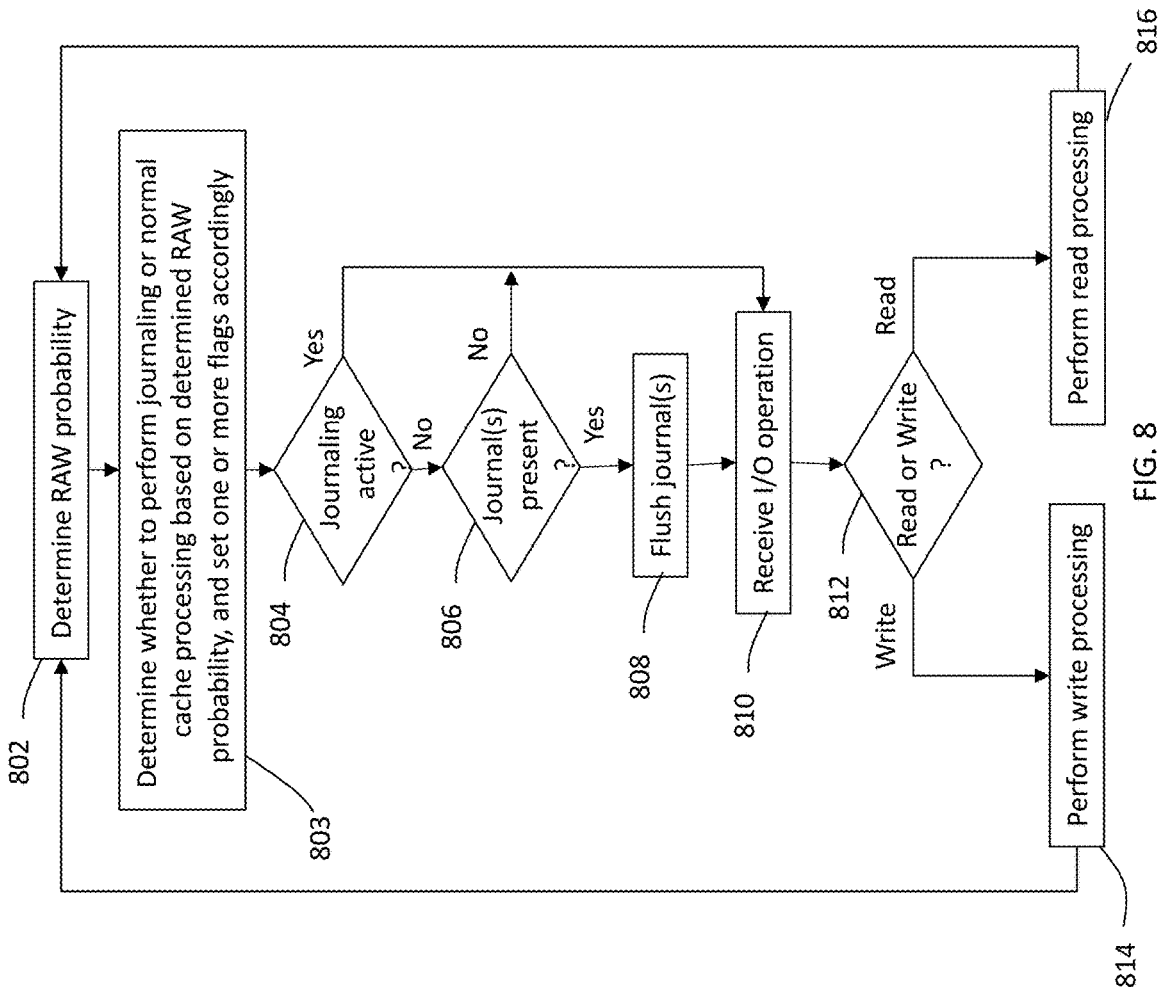 802
Determine RAW probability
Determine whether to perform journaling or normal
cache processing based on determined RAW
probability, and set one or more flags accordingly
803
804
Journaling
active
?
Yes
No
806
Journal(s)
present
?
No
Yes
808
Flush journal(s)
810
Receive I/O operation
812
Read or Write
?
Write
Read
Perform write processing
814
Perform read processing
816
FIG. 8